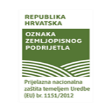 REPUBLIKA
HRVATSKA
OZNAKA
ZEMLJOPISNOG
PODRIJETLA
Prijelazna nacionalna
zaštita temeljem Uredbe
(EU) br. 1151/2012